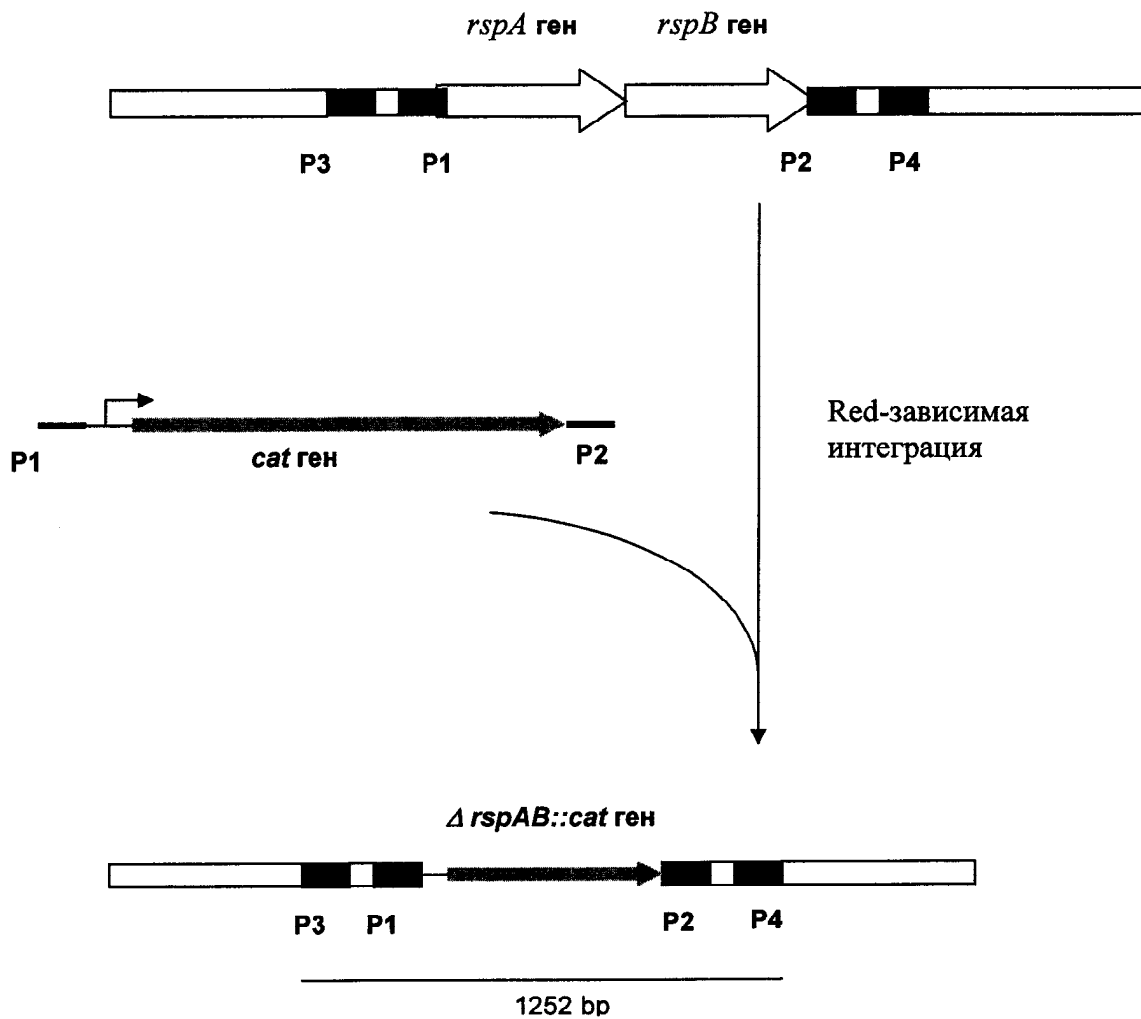 rspA ген rspB ген
P3 P1 P2 P4
P1 cat ген P2
Red-зависимая
интеграция
Δ rspAB::cat ген
P3 P1 P2 P4
1252 bp